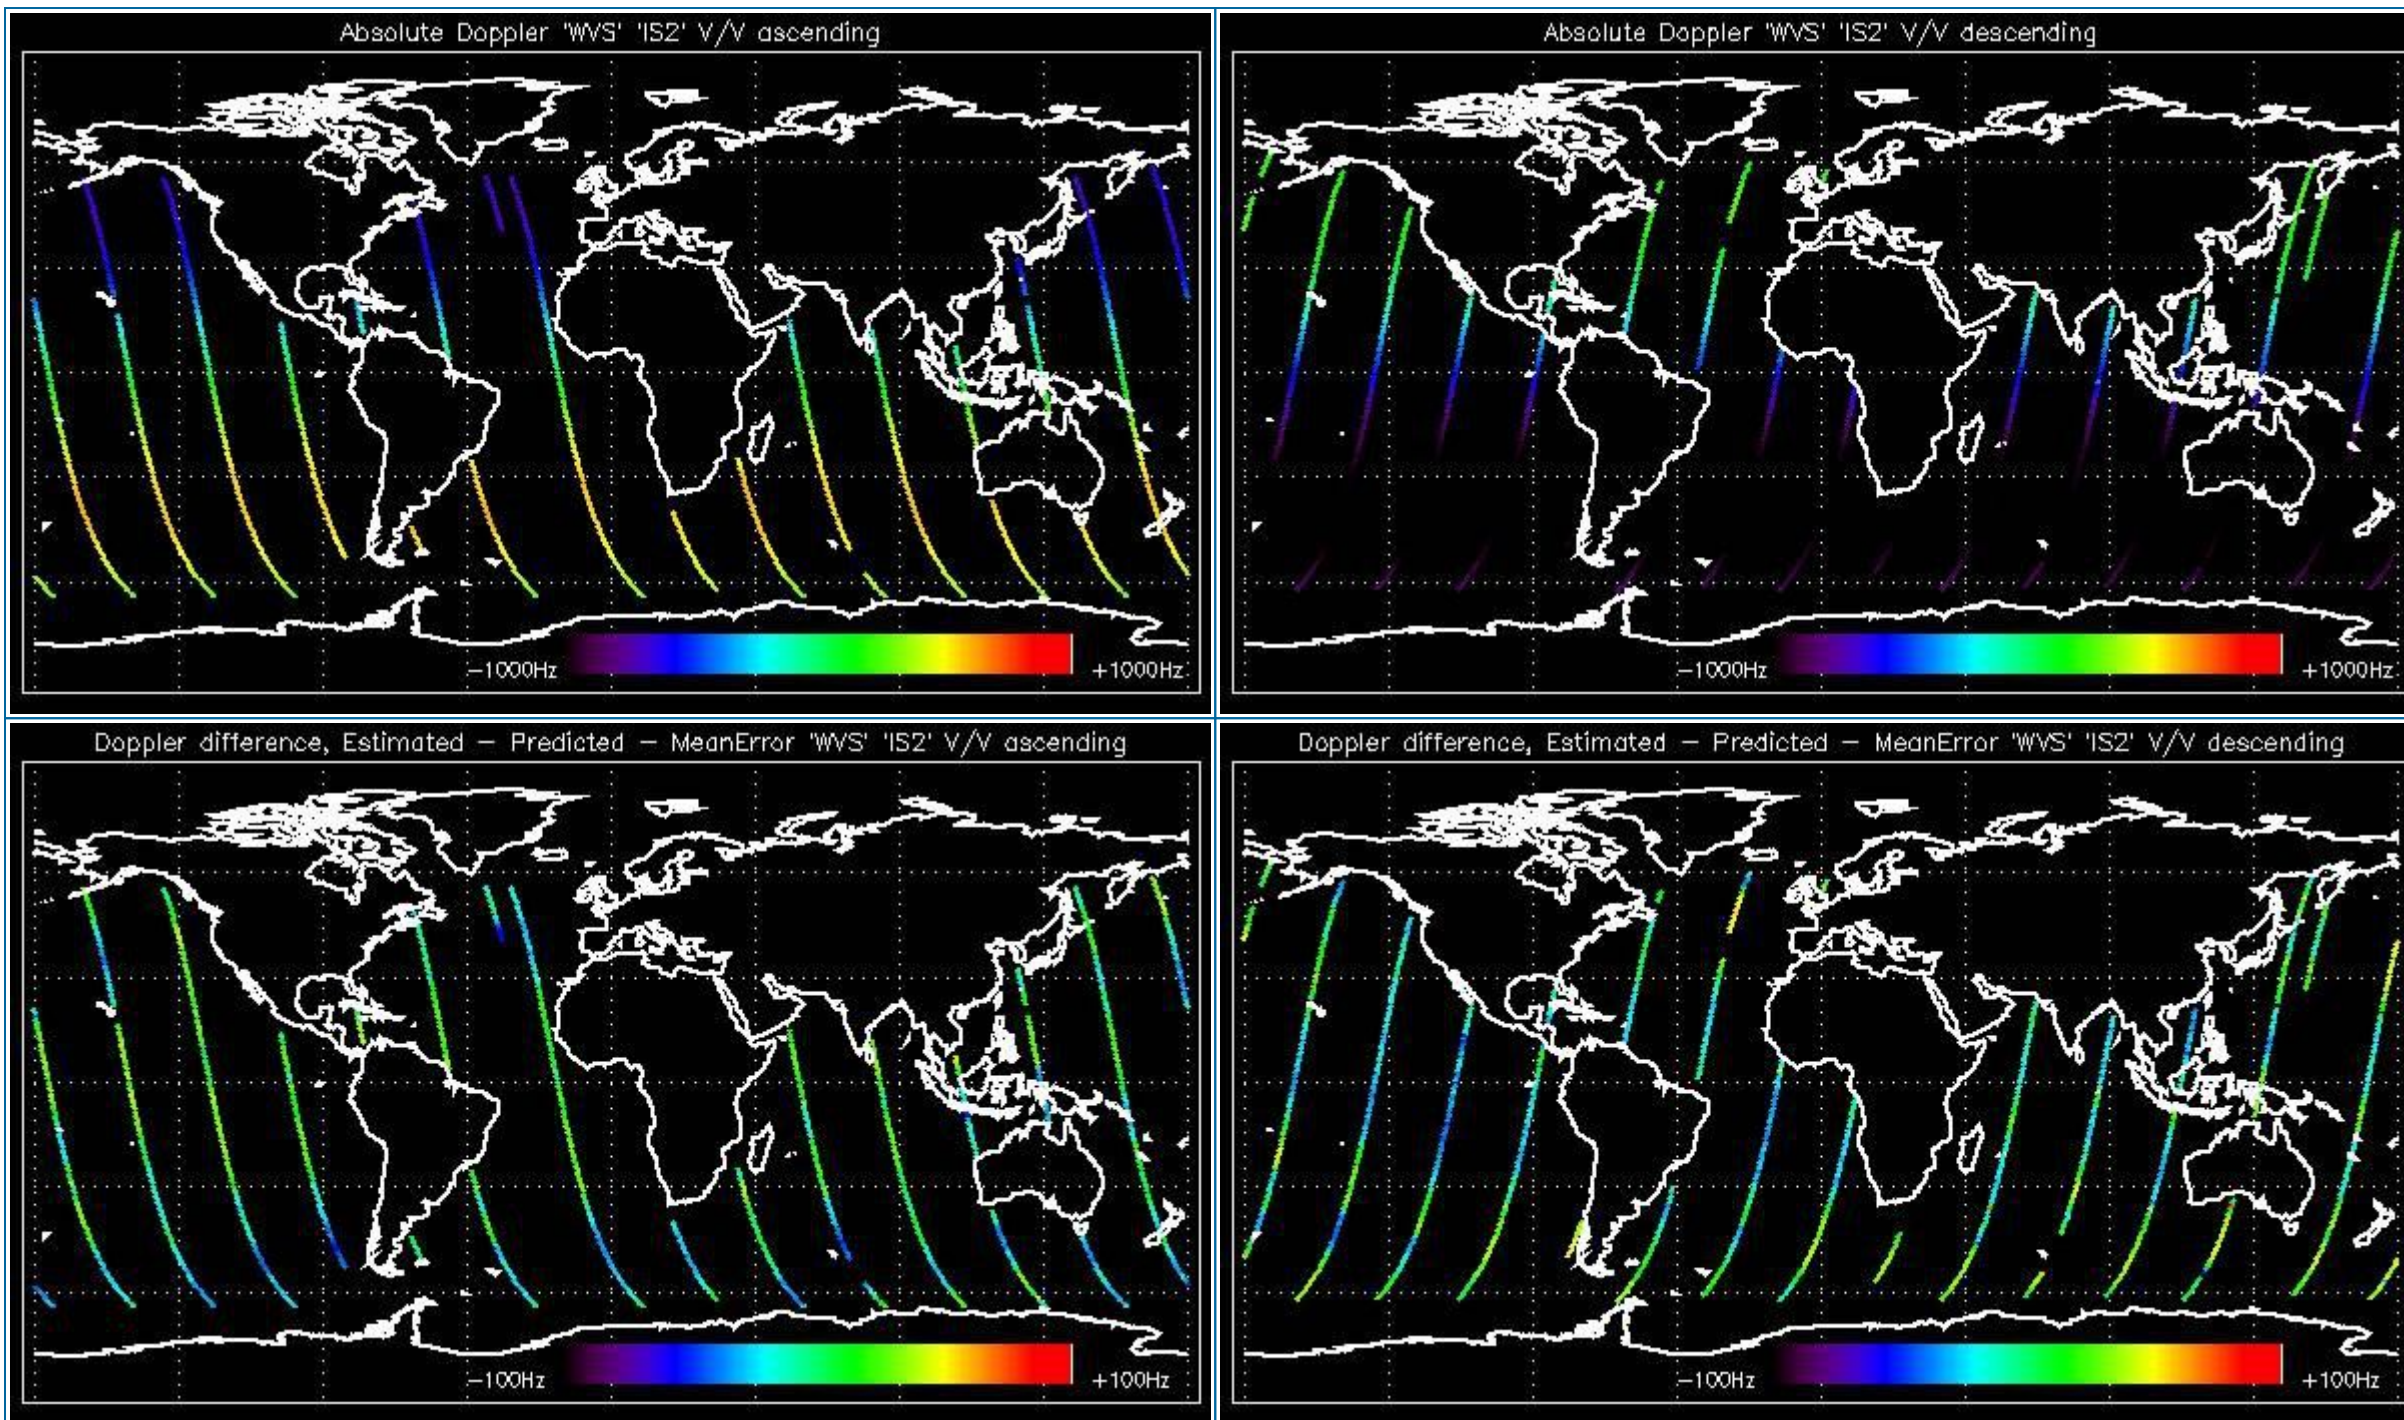 Absolute Doppler 'WVS' 'IS2' V/V ascending
−1000Hz
+1000Hz
Absolute Doppler 'WVS' 'IS2' V/V descending
−1000Hz
+1000Hz
Doppler difference, Estimated − Predicted − MeanError 'WVS' 'IS2' V/V ascending
−100Hz
+100Hz
Doppler difference, Estimated − Predicted − MeanError 'WVS' 'IS2' V/V descending
−100Hz
+100Hz